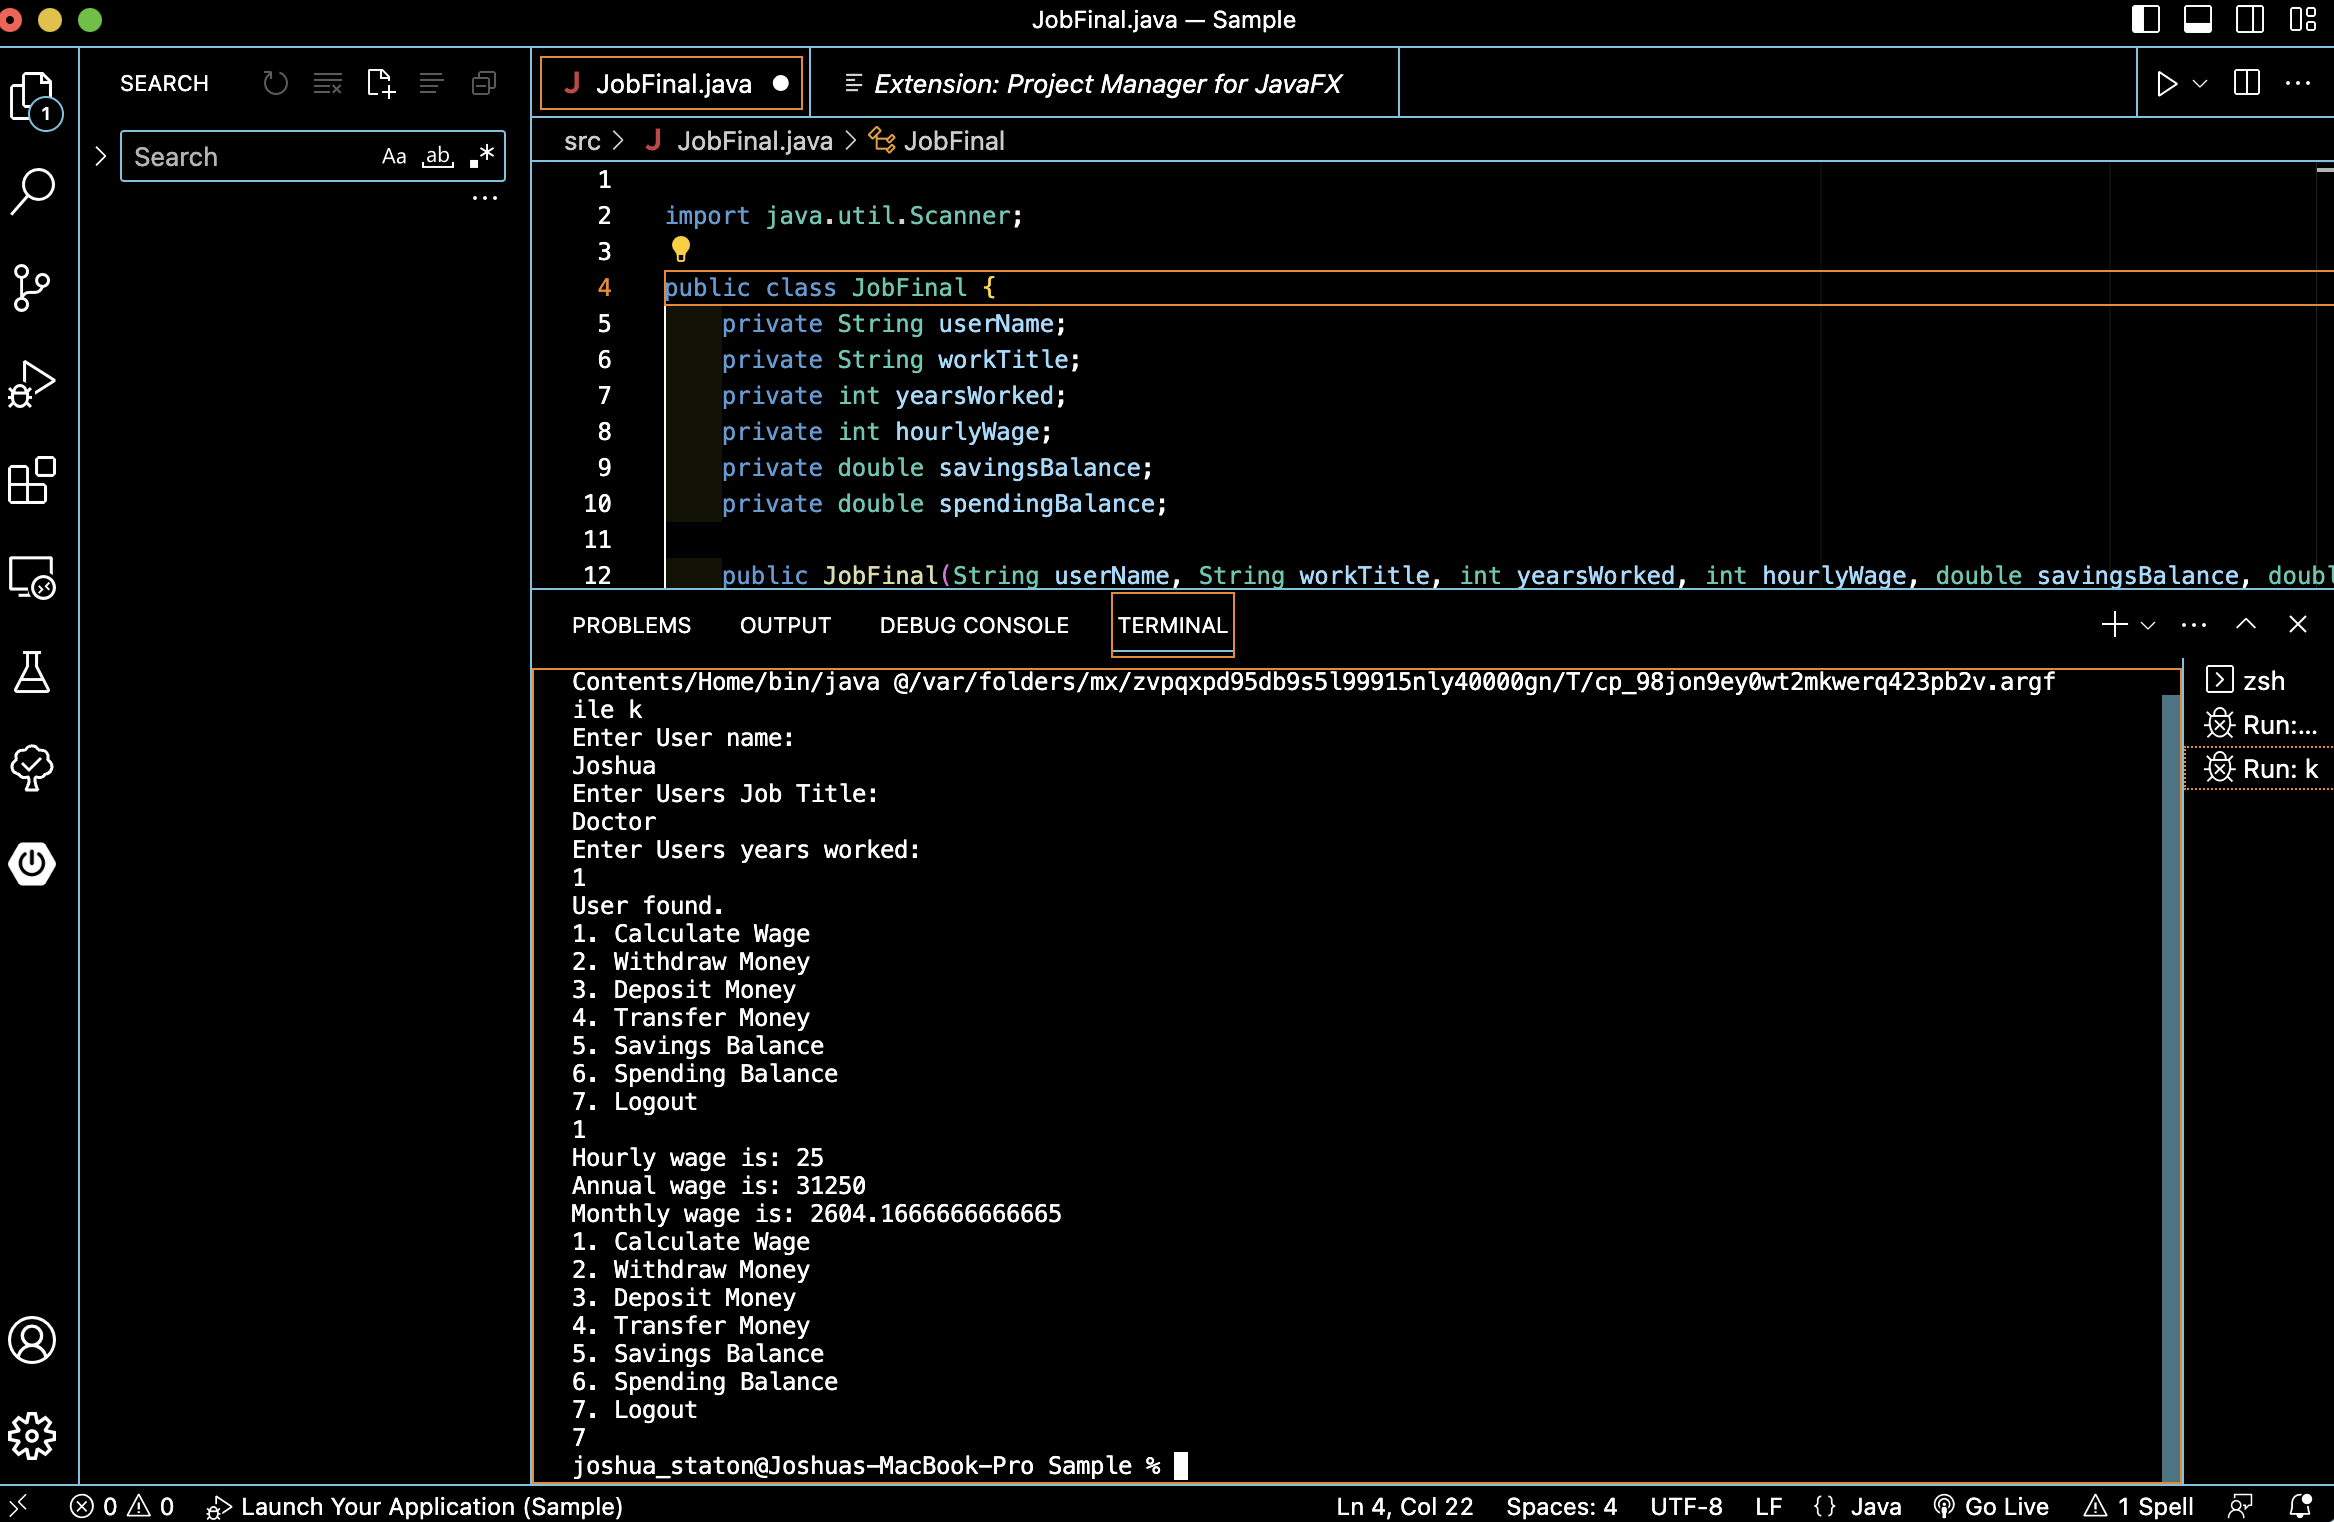 JobFinal.java — Sample
SEARCH
Search
Aa ab .*
1
JobFinal.java
Extension: Project Manager for JavaFX
src > JobFinal.java > JobFinal
1
2 import java.util.Scanner;
3
4 public class JobFinal {
5 private String userName;
6 private String workTitle;
7 private int yearsWorked;
8 private int hourlyWage;
9 private double savingsBalance;
10 private double spendingBalance;
11
12 public JobFinal(String userName, String workTitle, int yearsWorked, int hourlyWage, double savingsBalance, doubl
PROBLEMS OUTPUT DEBUG CONSOLE TERMINAL
Contents/Home/bin/java @/var/folders/mx/zvpqxpd95db9s5l99915nly40000gn/T/cp_98jon9ey0wt2mkwerq423pb2v.argf
ile k
Enter User name:
Joshua
Enter Users Job Title:
Doctor
Enter Users years worked:
1
User found.
1. Calculate Wage
2. Withdraw Money
3. Deposit Money
4. Transfer Money
5. Savings Balance
6. Spending Balance
7. Logout
1
Hourly wage is: 25
Annual wage is: 31250
Monthly wage is: 2604.1666666666665
1. Calculate Wage
2. Withdraw Money
3. Deposit Money
4. Transfer Money
5. Savings Balance
6. Spending Balance
7. Logout
7
joshua_staton@Joshuas-MacBook-Pro Sample %
zsh
Run:...
Run: k
0 0 Launch Your Application (Sample)
Ln 4, Col 22 Spaces: 4 UTF-8 LF {} Java Go Live 1 Spell